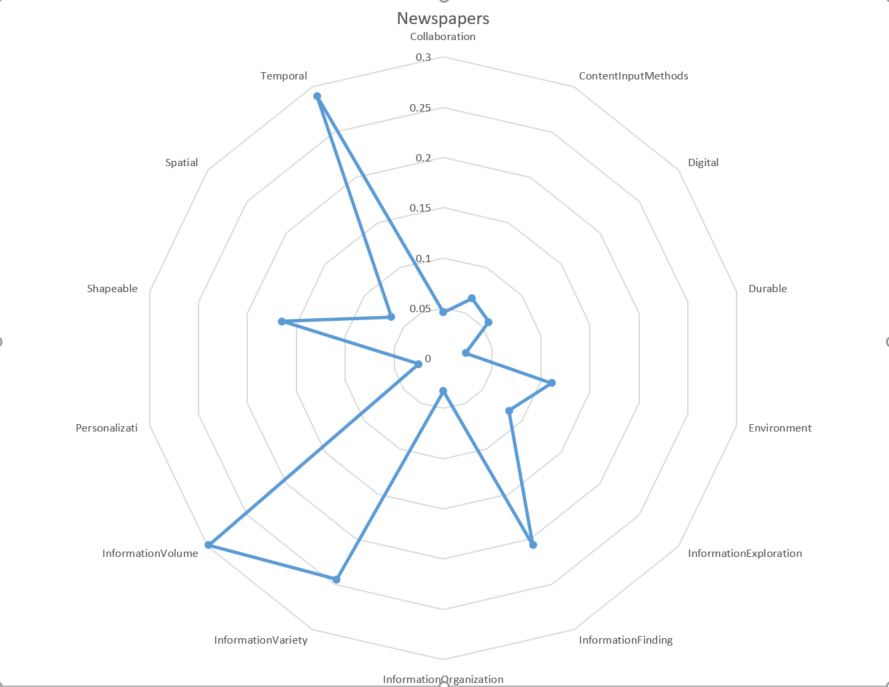 Newspapers
Collaboration
0.3
Temporal
ContentInputMethods
0.25
Spatial
0.2
Digital
0.15
0.1
Shapeable
Durable
0.05
0
Personalizati
Environment
InformationVolume
InformationExploration
InformationVariety
InformationFinding
InformationOrganization